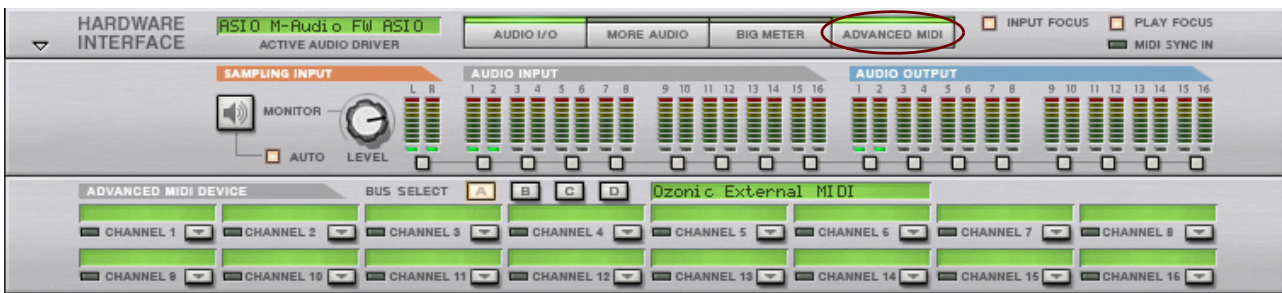 HARDWARE INTERFACE
ASIO M-Audio FW ASIO
ACTIVE AUDIO DRIVER
AUDIO I/O
MORE AUDIO
BIG METER
ADVANCED MIDI
INPUT FOCUS
PLAY FOCUS
MIDI SYNC IN
SAMPLING INPUT
MONITOR
AUTO
LEVEL
L R
AUDIO INPUT
1 2 3 4 5 6 7 8 9 10 11 12 13 14 15 16
AUDIO OUTPUT
1 2 3 4 5 6 7 8 9 10 11 12 13 14 15 16
ADVANCED MIDI DEVICE
BUS SELECT A B C D
Ozonic External MIDI
CHANNEL 1 CHANNEL 2 CHANNEL 3 CHANNEL 4 CHANNEL 5 CHANNEL 6 CHANNEL 7 CHANNEL 8
CHANNEL 9 CHANNEL 10 CHANNEL 11 CHANNEL 12 CHANNEL 13 CHANNEL 14 CHANNEL 15 CHANNEL 16